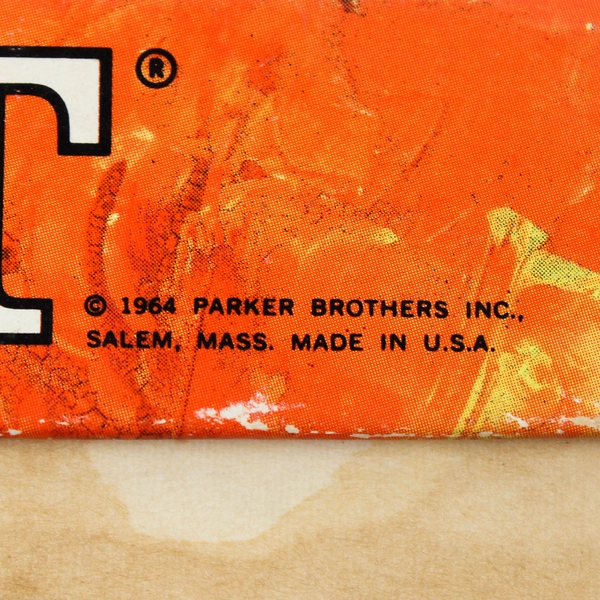 T®
© 1964 PARKER BROTHERS INC.,
SALEM, MASS. MADE IN U.S.A.